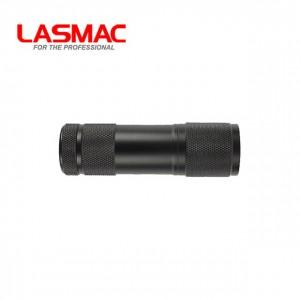 LASMAC
FOR THE PROFESSIONAL